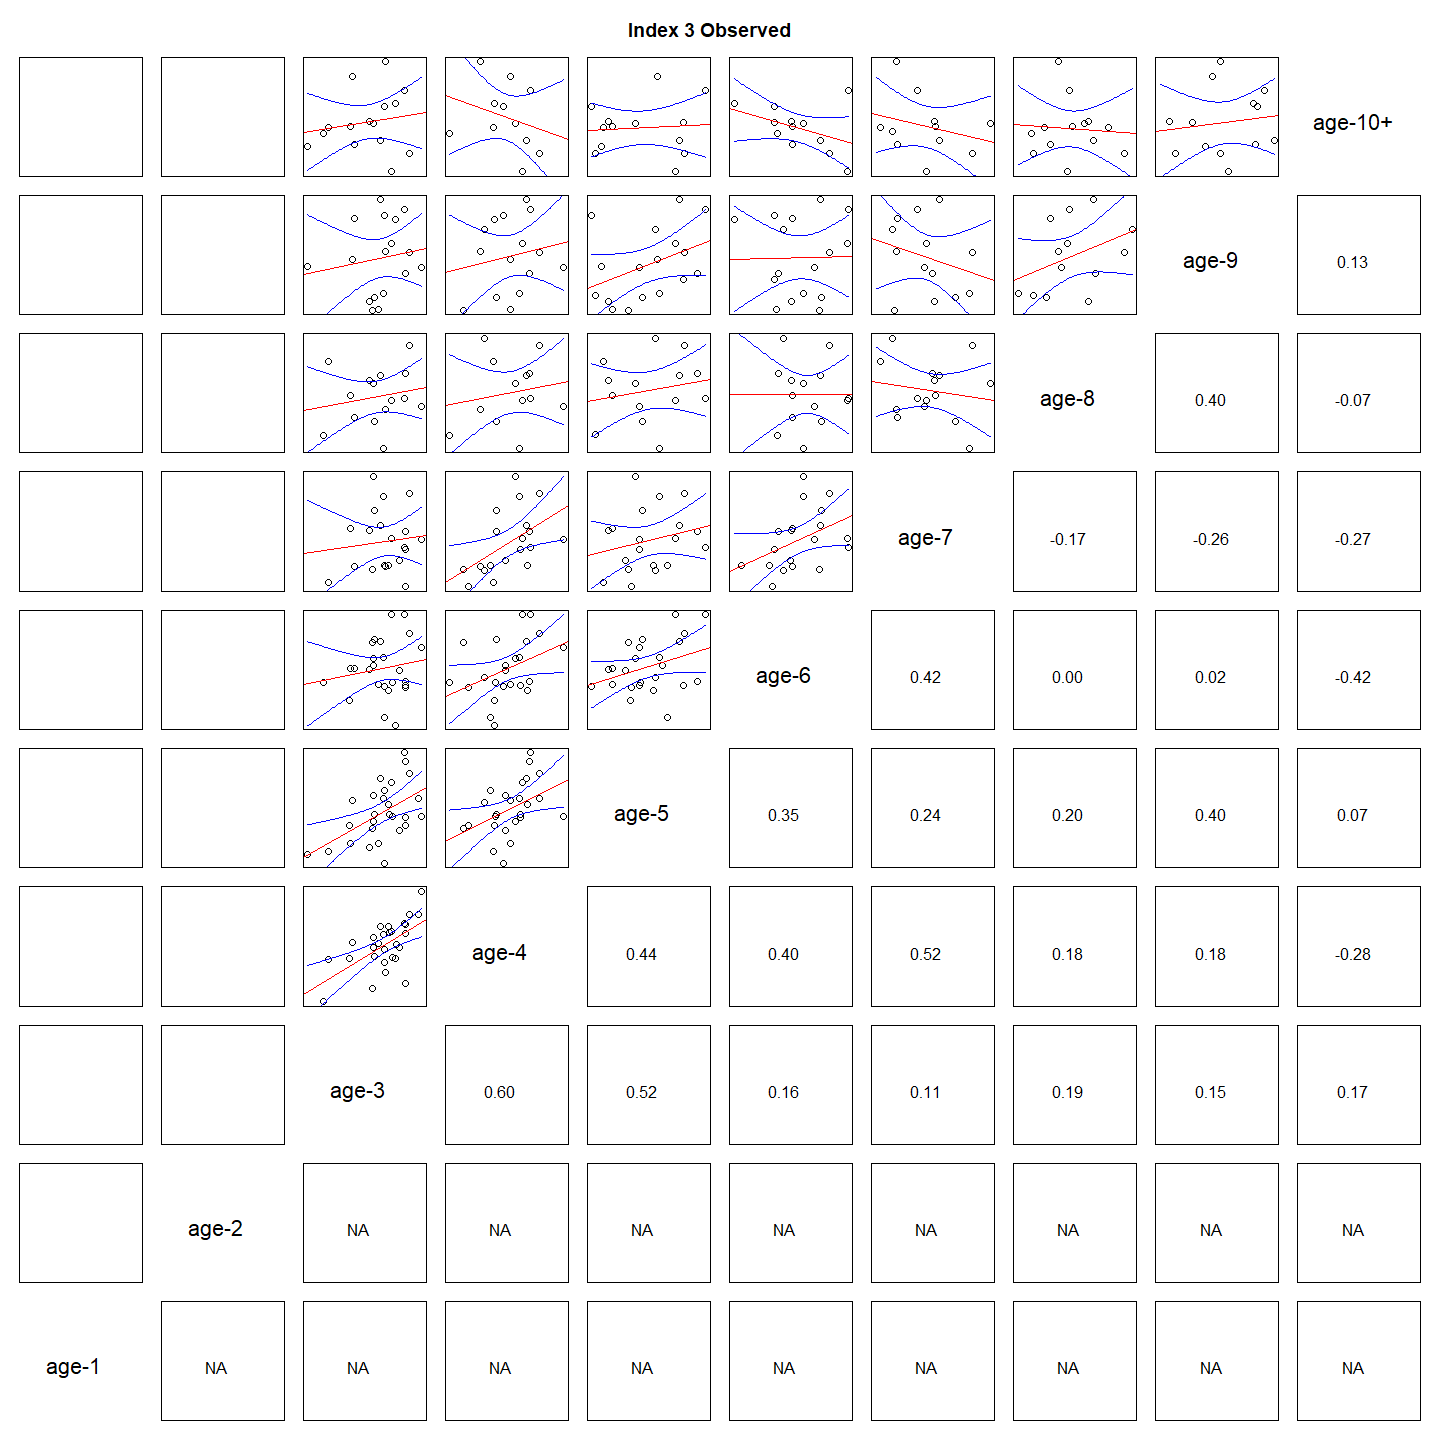 Index 3 Observed
age-10+
age-9 0.13
age-8 0.40 -0.07
age-7 -0.17 -0.26 -0.27
age-6 0.42 0.00 0.02 -0.42
age-5 0.35 0.24 0.20 0.40 0.07
age-4 0.44 0.40 0.52 0.18 0.18 -0.28
age-3 0.60 0.52 0.16 0.11 0.19 0.15 0.17
age-2 NA NA NA NA NA NA NA NA
age-1 NA NA NA NA NA NA NA NA NA